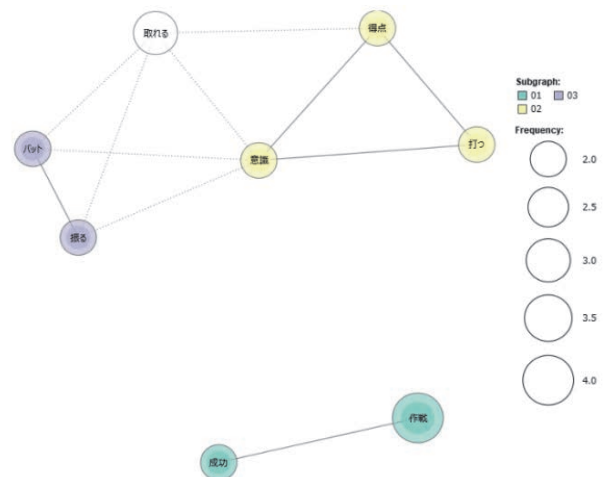 取れる
得点
バット
意識
打つ
振る
作戦
成功
Subgraph:
01 03
02
Frequency:
2.0
2.5
3.0
3.5
4.0